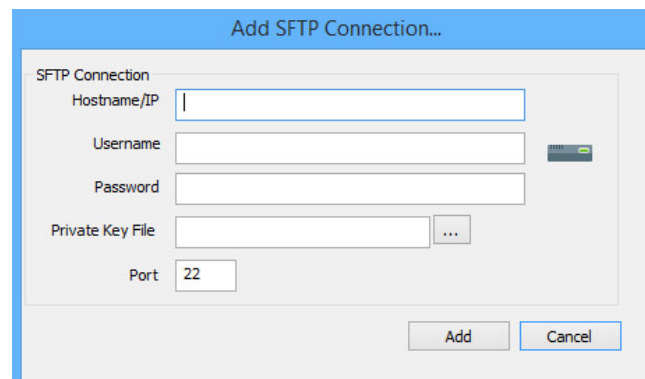 Add SFTP Connection...
SFTP Connection
Hostname/IP
Username
Password
Private Key File
...
Port 22
Add Cancel